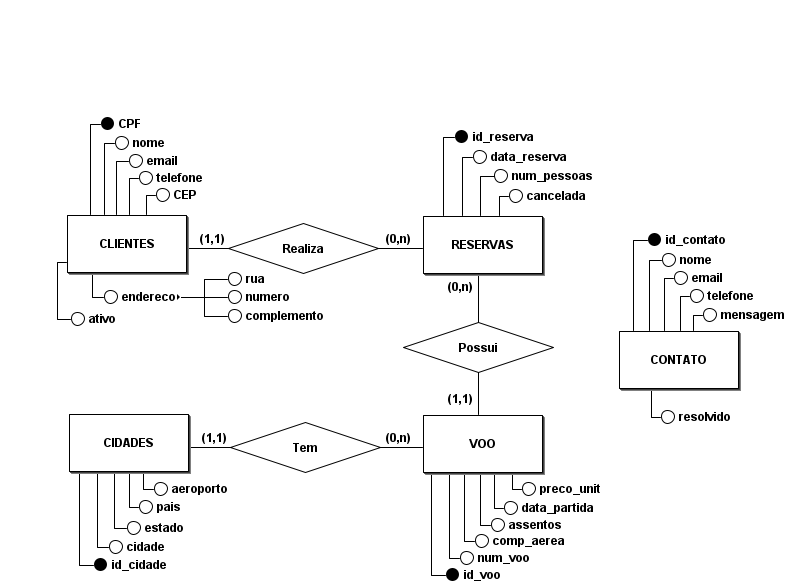 CPF
nome
email
telefone
CEP
CLIENTES
(1,1)
Realiza
(0,n)
id_reserva
data_reserva
num_pessoas
cancelada
RESERVAS
endereco
rua
numero
complemento
ativo
(0,n)
Possui
(1,1)
id_contato
nome
email
telefone
mensagem
CONTATO
resolvido
CIDADES
(1,1)
Tem
(0,n)
VOO
aeroporto
pais
estado
cidade
id_cidade
preco_unit
data_partida
assentos
comp_aerea
num_voo
id_voo